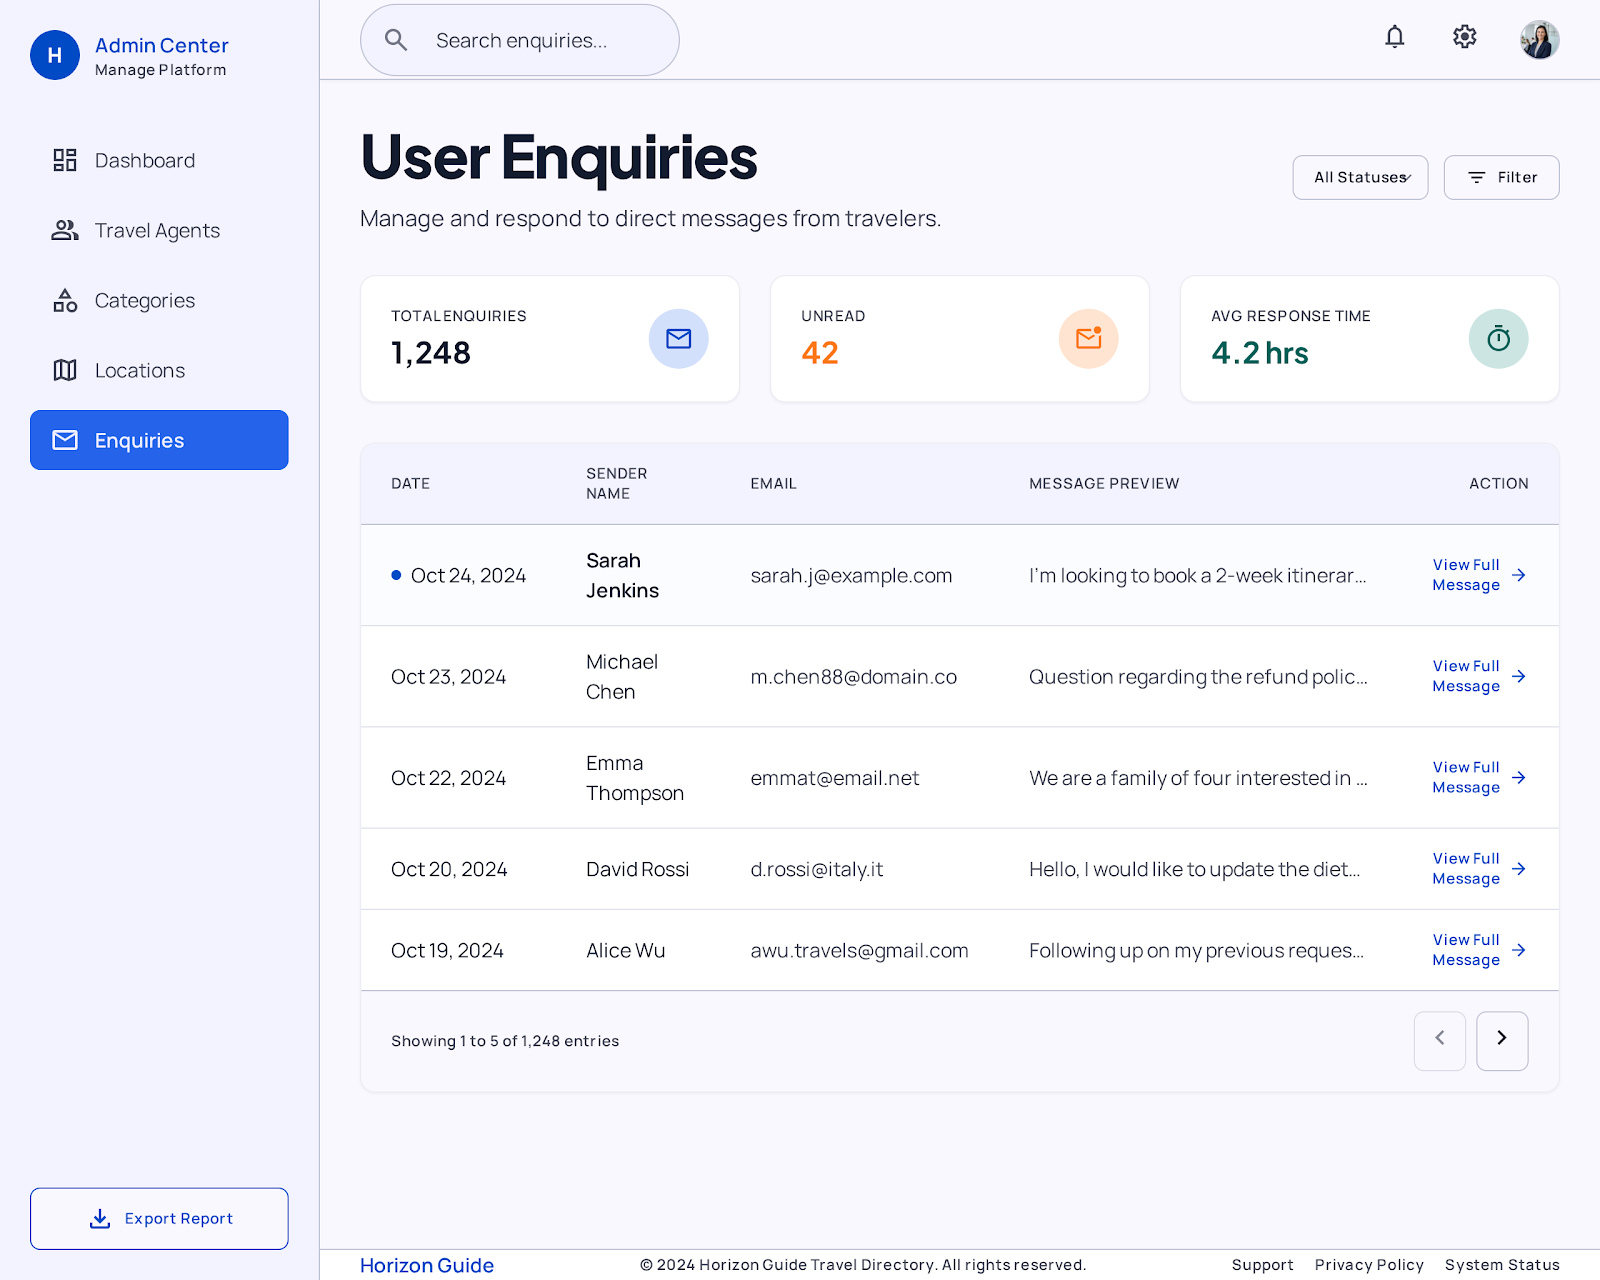 H
Admin Center
Manage Platform
Dashboard
Travel Agents
Categories
Locations
Enquiries
Export Report
Search enquiries...
User Enquiries
Manage and respond to direct messages from travelers.
All Statuses
Filter
TOTAL ENQUIRIES
1,248
UNREAD
42
AVG RESPONSE TIME
4.2 hrs
DATE
SENDER
NAME
EMAIL
MESSAGE PREVIEW
ACTION
Oct 24, 2024
Sarah
Jenkins
sarah.j@example.com
I'm looking to book a 2-week itinerar...
View Full
Message
Oct 23, 2024
Michael
Chen
m.chen88@domain.co
Question regarding the refund polic...
View Full
Message
Oct 22, 2024
Emma
Thompson
emmat@email.net
We are a family of four interested in ...
View Full
Message
Oct 20, 2024
David Rossi
d.rossi@italy.it
Hello, I would like to update the diet...
View Full
Message
Oct 19, 2024
Alice Wu
awu.travels@gmail.com
Following up on my previous reques...
View Full
Message
Showing 1 to 5 of 1,248 entries
Horizon Guide
© 2024 Horizon Guide Travel Directory. All rights reserved.
Support
Privacy Policy
System Status